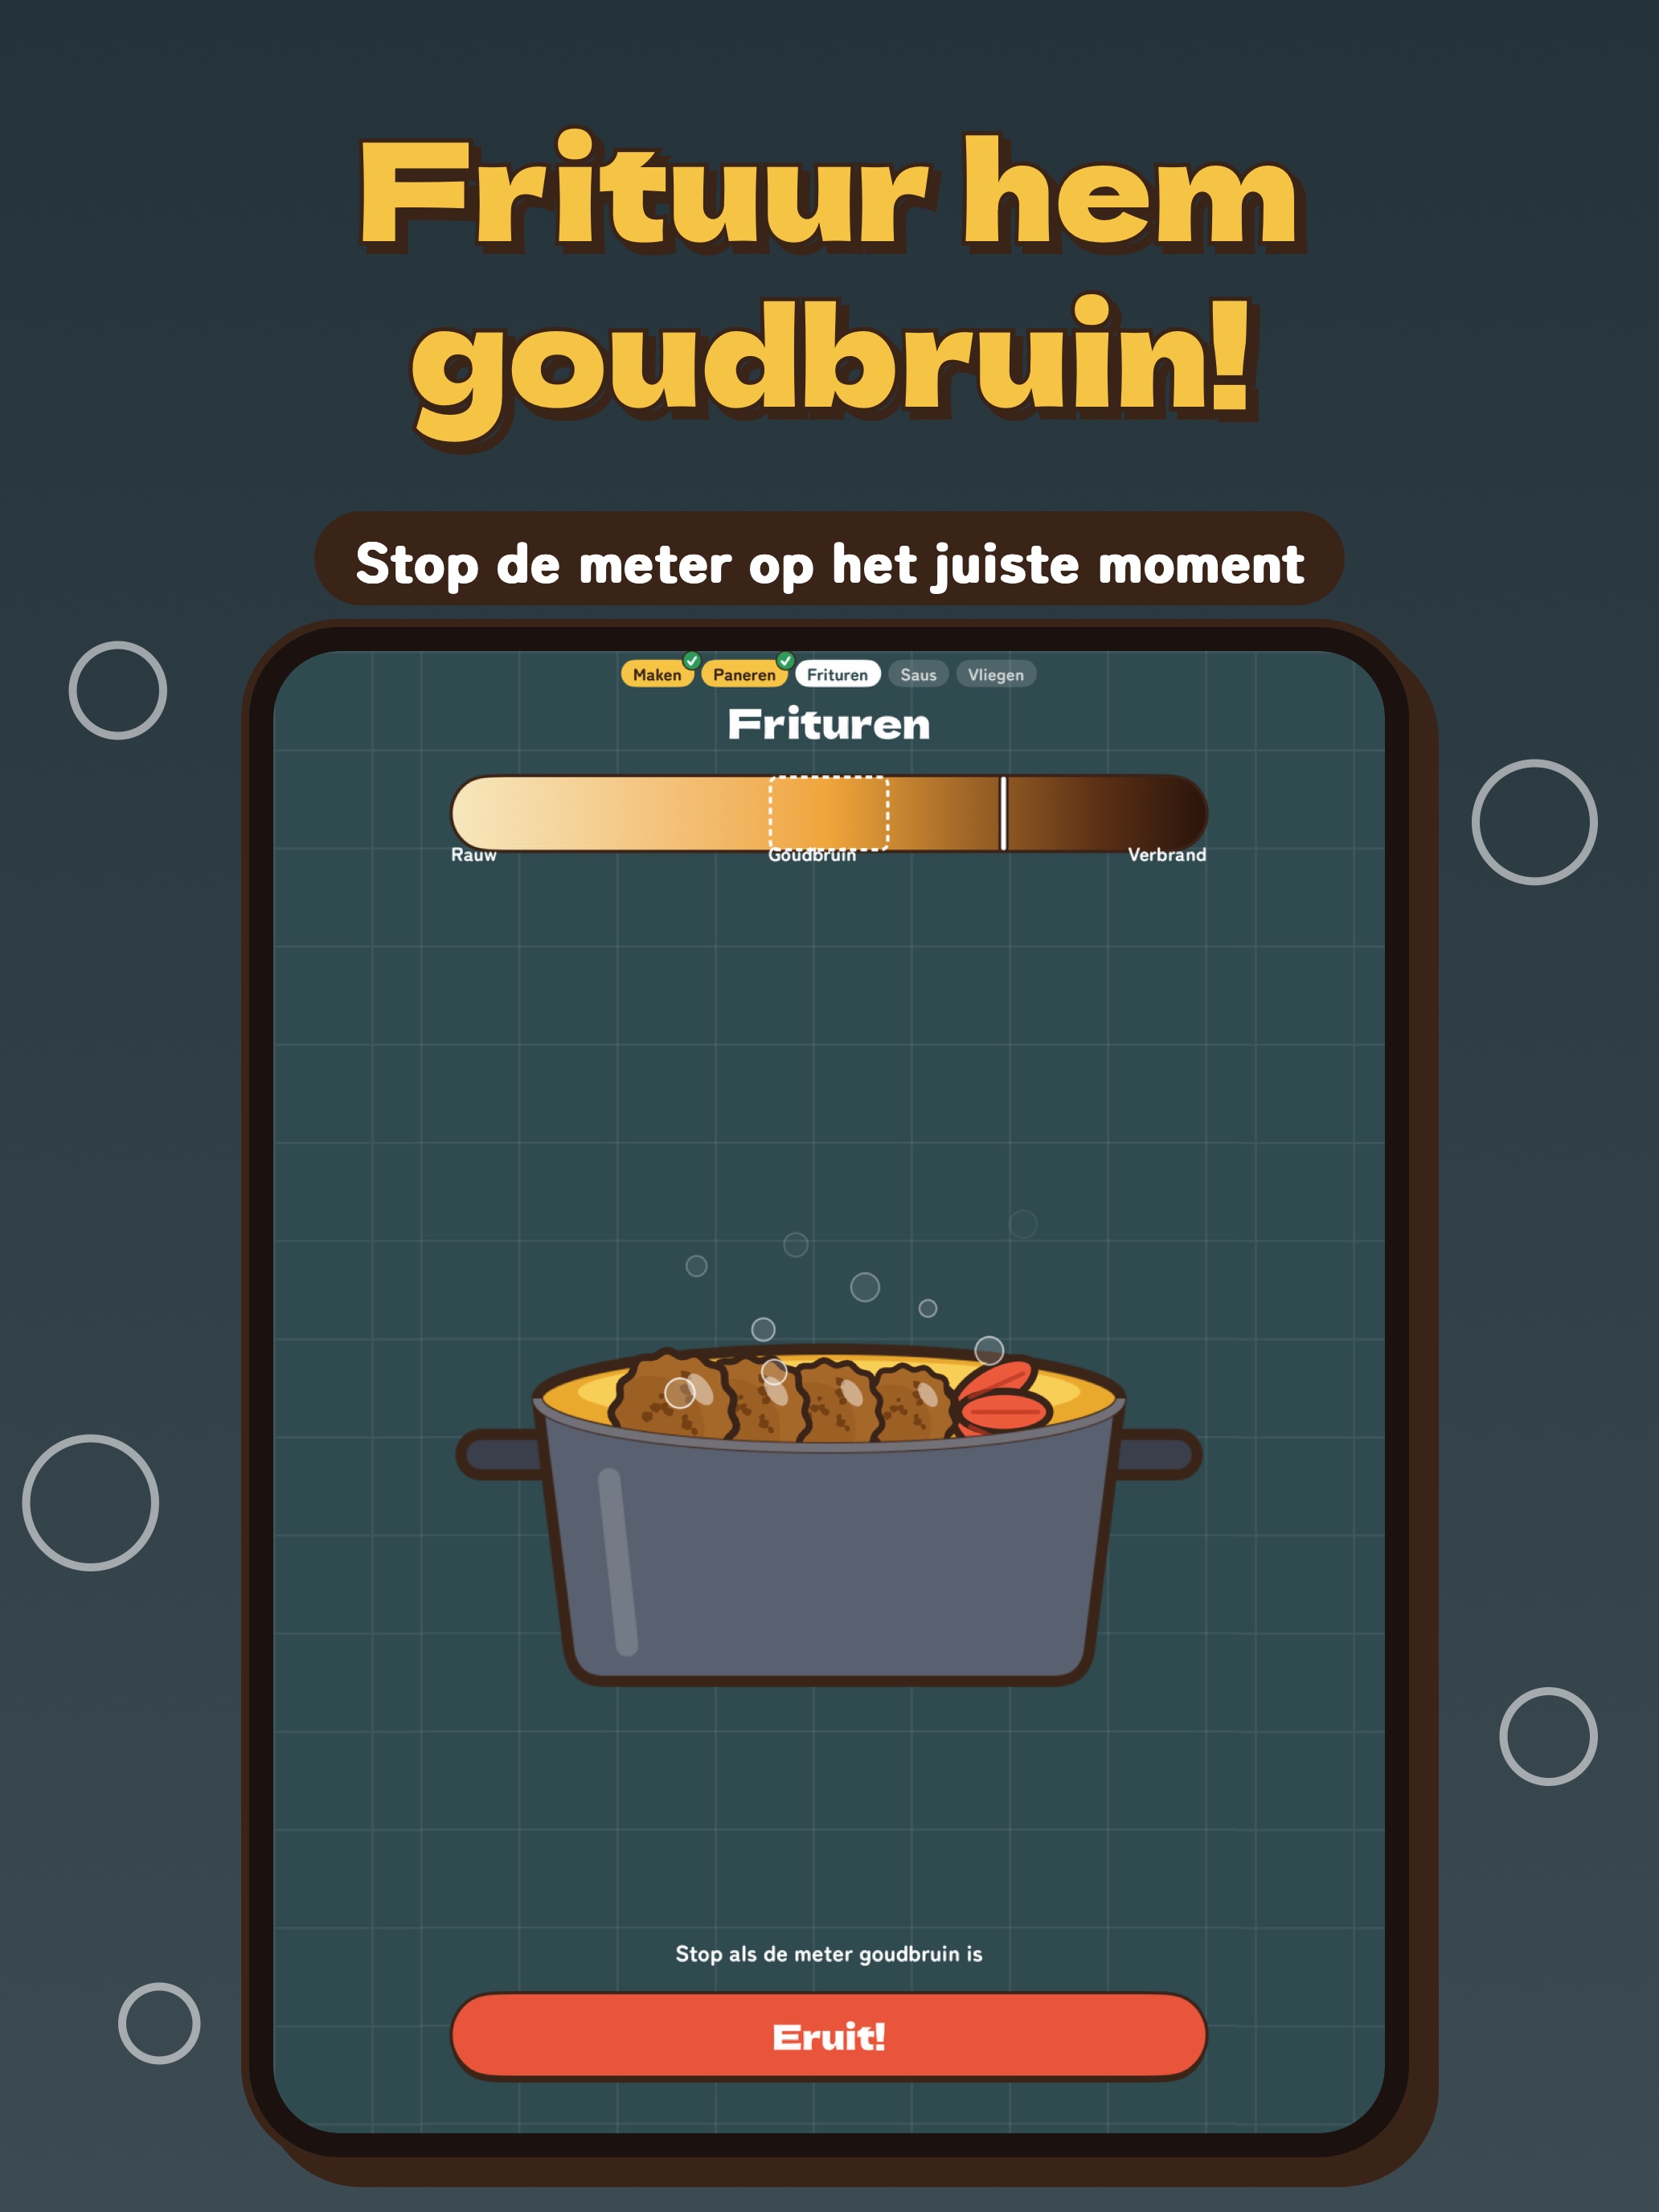 Frituur hem
goudbruin!
Stop de meter op het juiste moment
Maken Paneren Frituren Saus Vliegen
Frituren
Rauw Goudbruin Verbrand
Stop als de meter goudbruin is
Eruit!